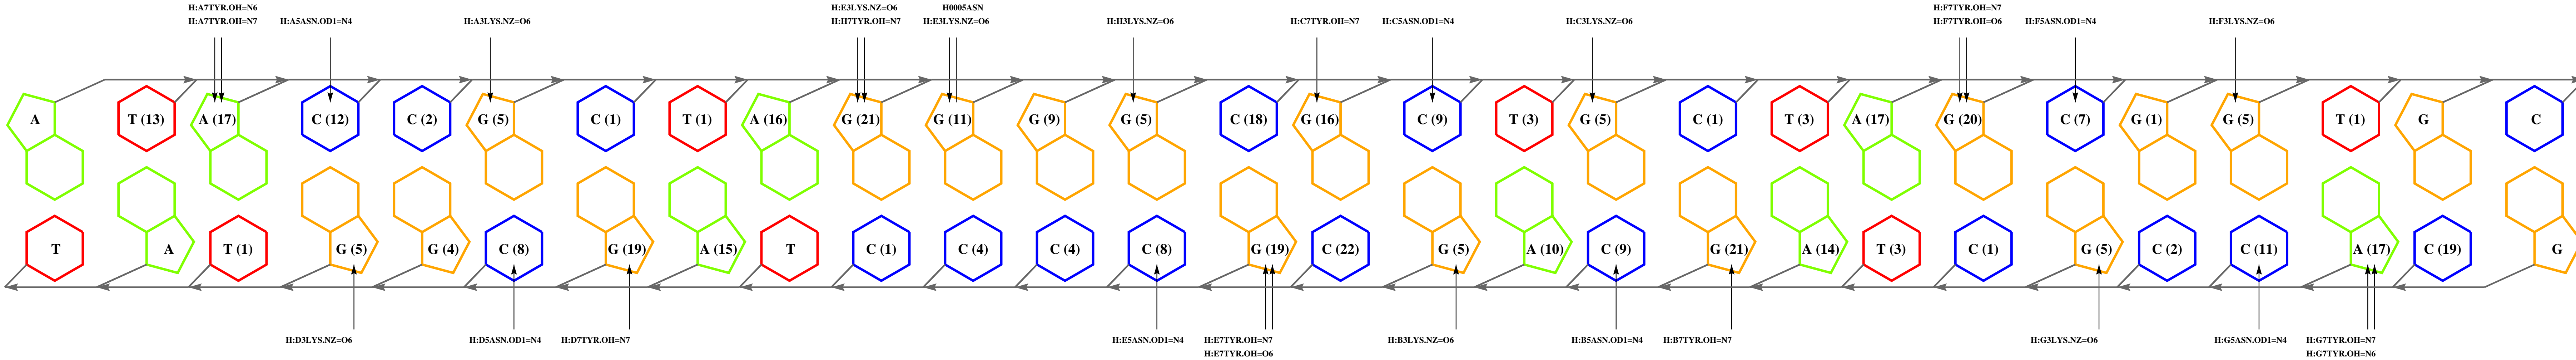 H:A7TYR.OH=N6 H:E3LYS.NZ=O6 H0005ASN H:F7TYR.OH=N7
H:A7TYR.OH=N7 H:A5ASN.OD1=N4 H:A3LYS.NZ=O6 H:H7TYR.OH=N7 H:E3LYS.NZ=O6 H:H3LYS.NZ=O6 H:C7TYR.OH=N7 H:C5ASN.OD1=N4 H:C3LYS.NZ=O6 H:F7TYR.OH=O6 H:F5ASN.OD1=N4 H:F3LYS.NZ=O6
A T (13) A (17) C (12) C (2) G (5) C (1) T (1) A (16) G (21) G (11) G (9) G (5) C (18) G (16) C (9) T (3) G (5) C (1) T (3) A (17) G (20) C (7) G (1) G (5) T (1) G C
T A T (1) G (5) G (4) C (8) G (19) A (15) T C (1) C (4) C (4) C (8) G (19) C (22) G (5) A (10) C (9) G (21) A (14) T (3) C (1) G (5) C (2) C (11) A (17) C (19) G
H:D3LYS.NZ=O6 H:D5ASN.OD1=N4 H:D7TYR.OH=N7 H:E5ASN.OD1=N4 H:E7TYR.OH=N7 H:B3LYS.NZ=O6 H:B5ASN.OD1=N4 H:B7TYR.OH=N7 H:G3LYS.NZ=O6 H:G5ASN.OD1=N4 H:G7TYR.OH=N7
H:E7TYR.OH=O6 H:G7TYR.OH=N6